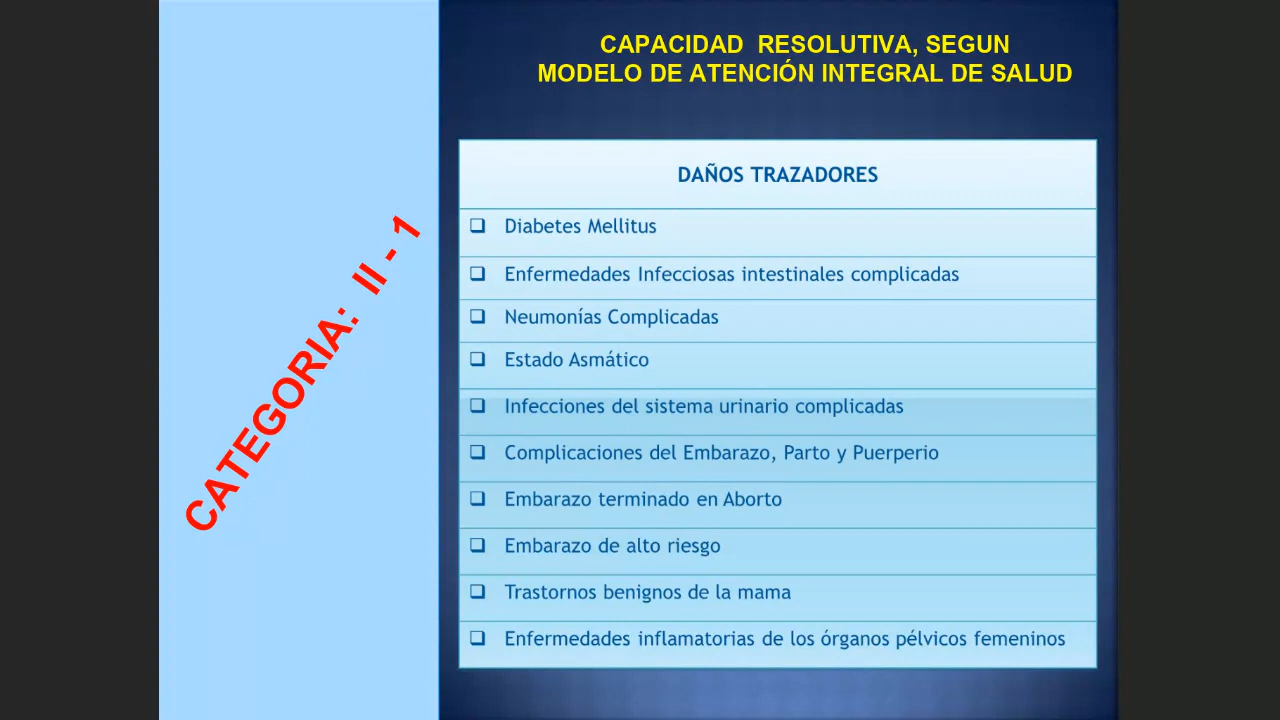 CAPACIDAD RESOLUTIVA, SEGUN
MODELO DE ATENCIÓN INTEGRAL DE SALUD
CATEGORIA: II - 1
DAÑOS TRAZADORES
❑ Diabetes Mellitus
❑ Enfermedades Infecciosas intestinales complicadas
❑ Neumonías Complicadas
❑ Estado Asmático
❑ Infecciones del sistema urinario complicadas
❑ Complicaciones del Embarazo, Parto y Puerperio
❑ Embarazo terminado en Aborto
❑ Embarazo de alto riesgo
❑ Trastornos benignos de la mama
❑ Enfermedades inflamatorias de los órganos pélvicos femeninos